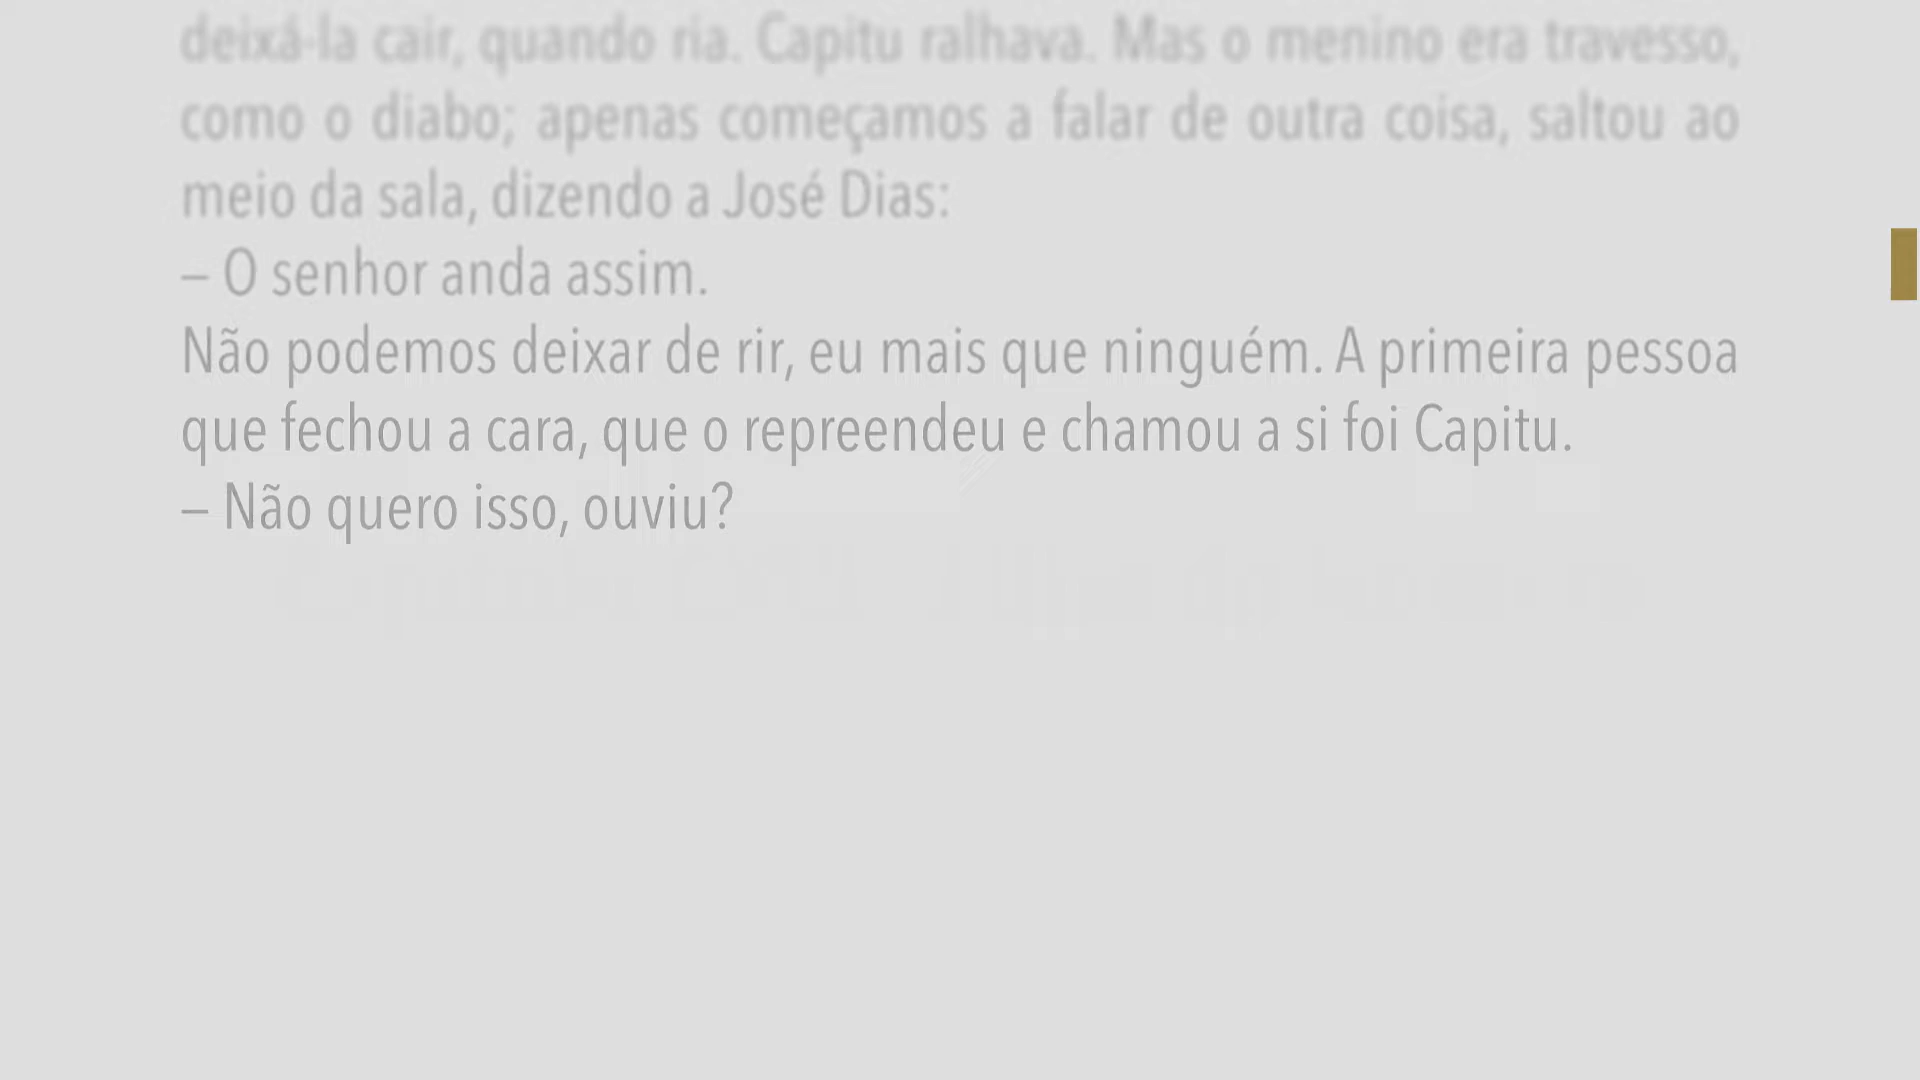 deixá-la cair, quando ria. Capitu ralhava. Mas o menino era travesso,
como o diabo; apenas começamos a falar de outra coisa, saltou ao
meio da sala, dizendo a José Dias:
– O senhor anda assim.
Não podemos deixar de rir, eu mais que ninguém. A primeira pessoa
que fechou a cara, que o repreendeu e chamou a si foi Capitu.
– Não quero isso, ouviu?